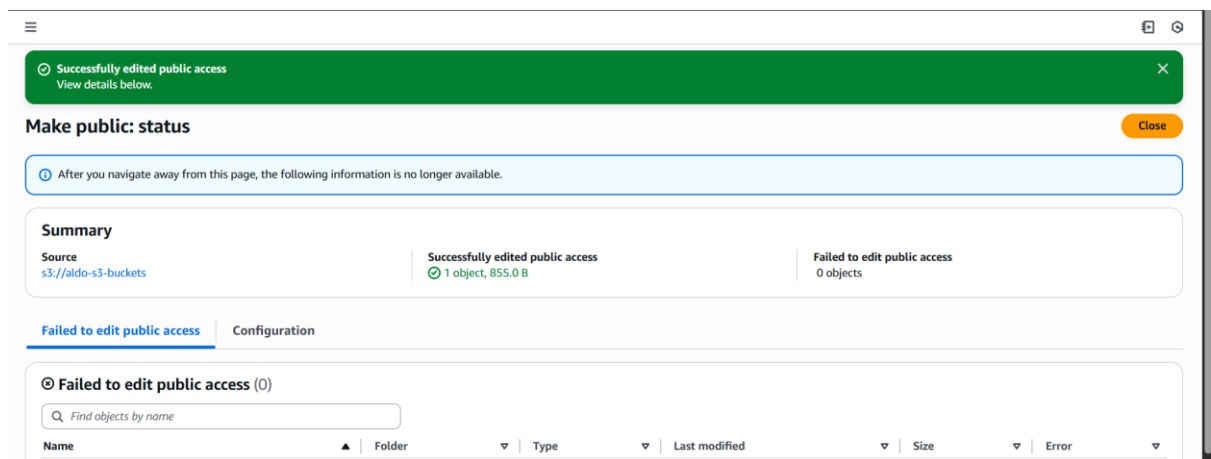 Successfully edited public access
View details below.
Make public: status
Close
After you navigate away from this page, the following information is no longer available.
Summary
Source
s3://aldo-s3-buckets
Successfully edited public access
1 object, 855.0 B
Failed to edit public access
0 objects
Failed to edit public access
Configuration
Failed to edit public access (0)
Find objects by name
Name Folder Type Last modified Size Error